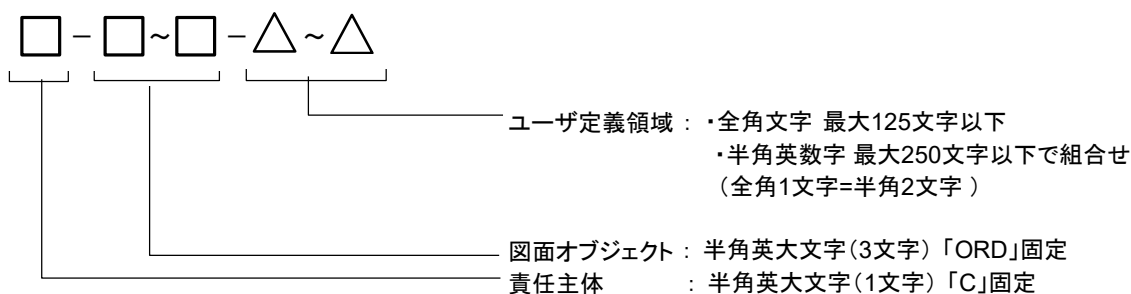 □－□～□－△～△
ユーザ定義領域 ： ・全角文字 最大125文字以下
・半角英数字 最大250文字以下で組合せ
（全角1文字=半角2文字 ）
図面オブジェクト ： 半角英大文字（3文字）「ORD」固定
責任主体 ： 半角英大文字（1文字）「C」固定